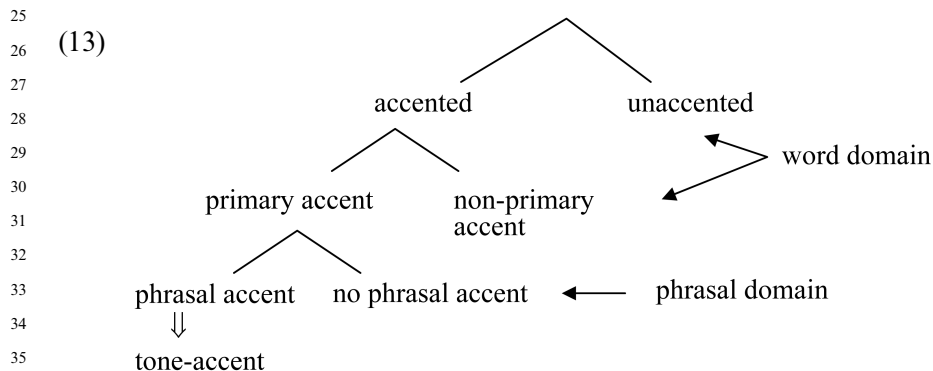 25
(13)
26
27
accented unaccented
28
29
word domain
30
primary accent non-primary
31
accent
32
33
phrasal accent no phrasal accent phrasal domain
34
35
tone-accent